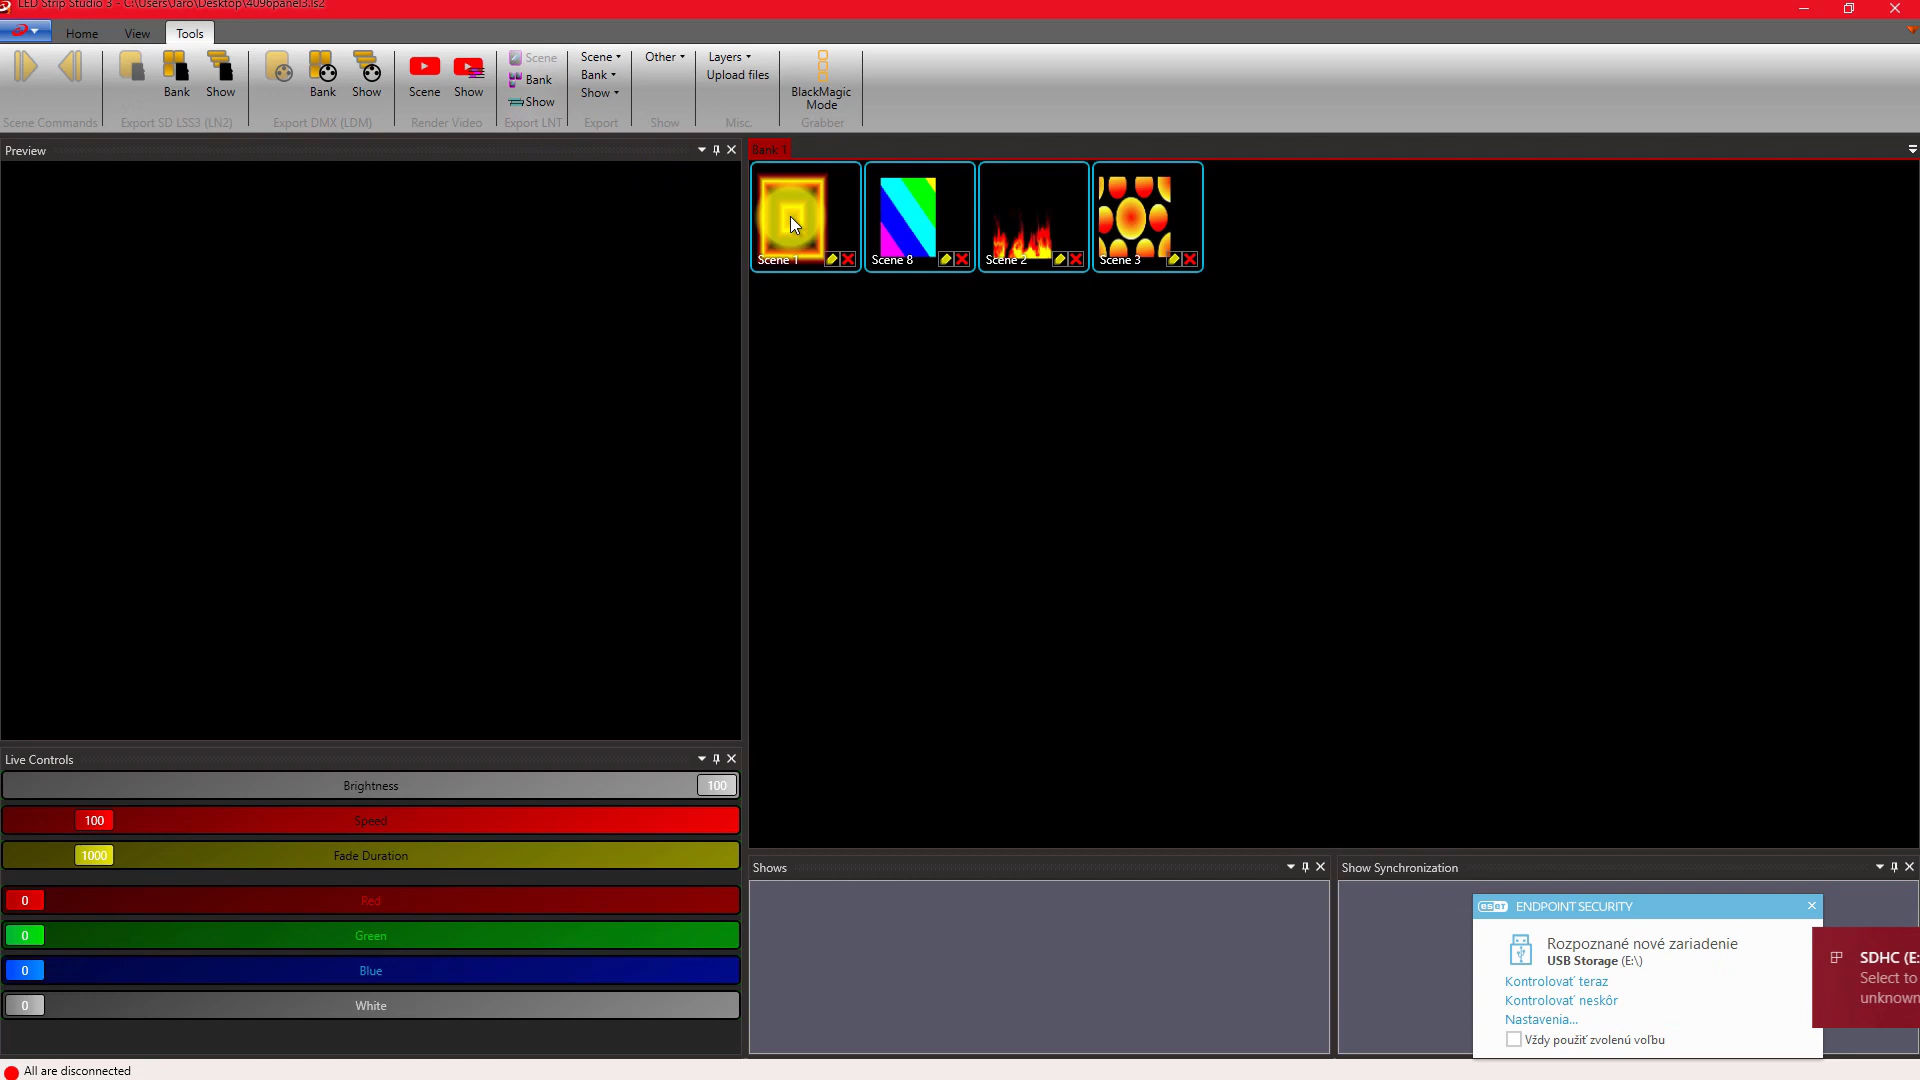 LED Strip Studio 3 - C:\Users\Jaro\Desktop\4096panel3.ls2
Home
View
Tools
Bank
Show
Bank
Show
Scene
Show
Scene
Bank
Show
Scene
Bank
Show
Other
Layers
Upload files
BlackMagic
Mode
Scene Commands
Export SD LSS3 (LN2)
Export DMX (LDM)
Render Video
Export LNT
Export
Show
Misc.
Grabber
Preview
Bank 1
Scene 1
Scene 8
Scene 2
Scene 3
Live Controls
Brightness
100
100
Speed
1000
Fade Duration
0
Red
0
Green
0
Blue
0
White
Shows
Show Synchronization
eset ENDPOINT SECURITY
Rozpoznané nové zariadenie
USB Storage (E:\)
Kontrolovať teraz
Kontrolovať neskôr
Nastavenia...
Vždy použiť zvolenú voľbu
SDHC (E:
Select to
unknown
All are disconnected